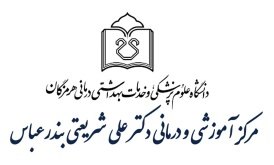 دانشگاه علوم پزشکی و خدمات بهداشتی درمانی هرمزگان
مرکز آموزشی و درمانی دکتر علی شریعتی بندرعباس